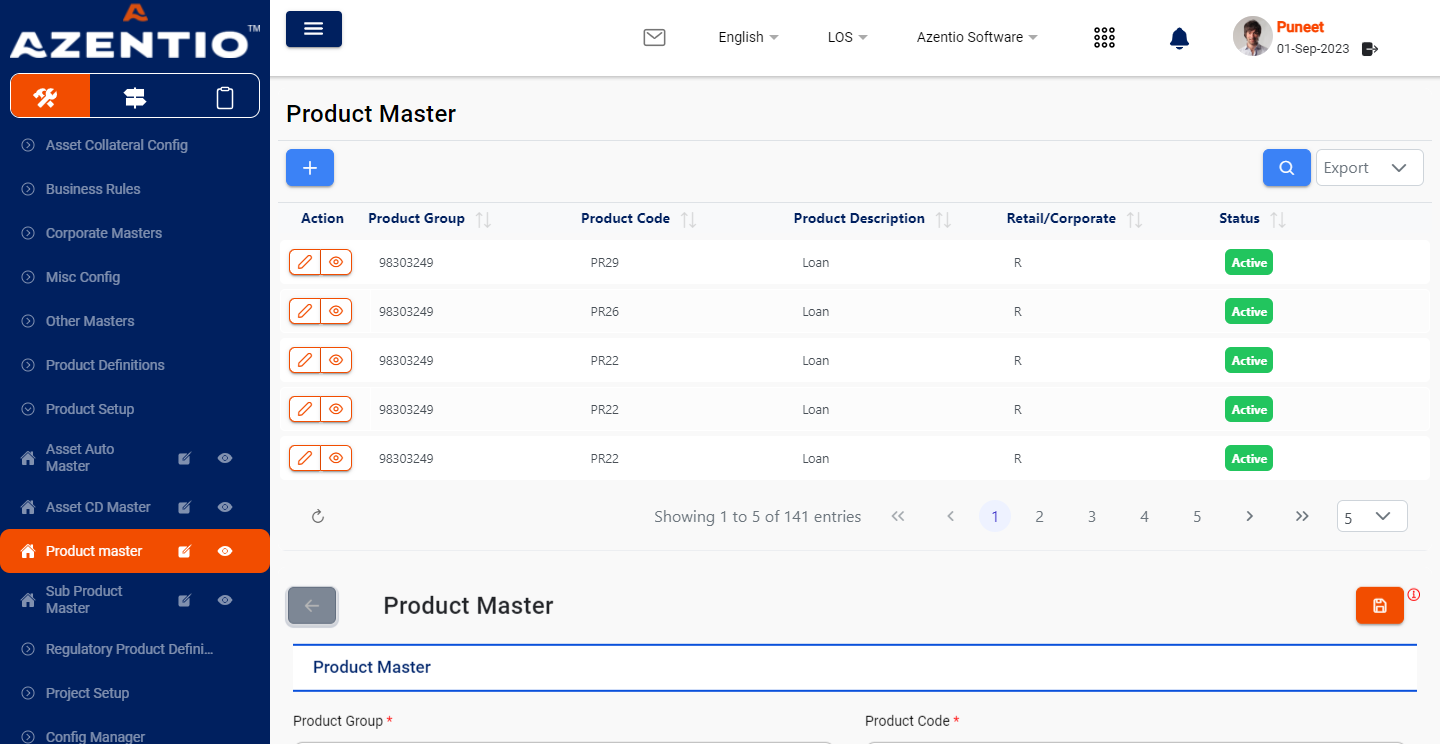 AZENTIO™
English
LOS
Azentio Software
Puneet
01-Sep-2023
Asset Collateral Config
Business Rules
Corporate Masters
Misc Config
Other Masters
Product Definitions
Product Setup
Asset Auto
Master
Asset CD Master
Product master
Sub Product
Master
Regulatory Product Defini...
Project Setup
Config Manager
Product Master
Export
Action Product Group Product Code Product Description Retail/Corporate Status
98303249 PR29 Loan R Active
98303249 PR26 Loan R Active
98303249 PR22 Loan R Active
98303249 PR22 Loan R Active
98303249 PR22 Loan R Active
Showing 1 to 5 of 141 entries 1 2 3 4 5 5
Product Master
Product Master
Product Group * Product Code *